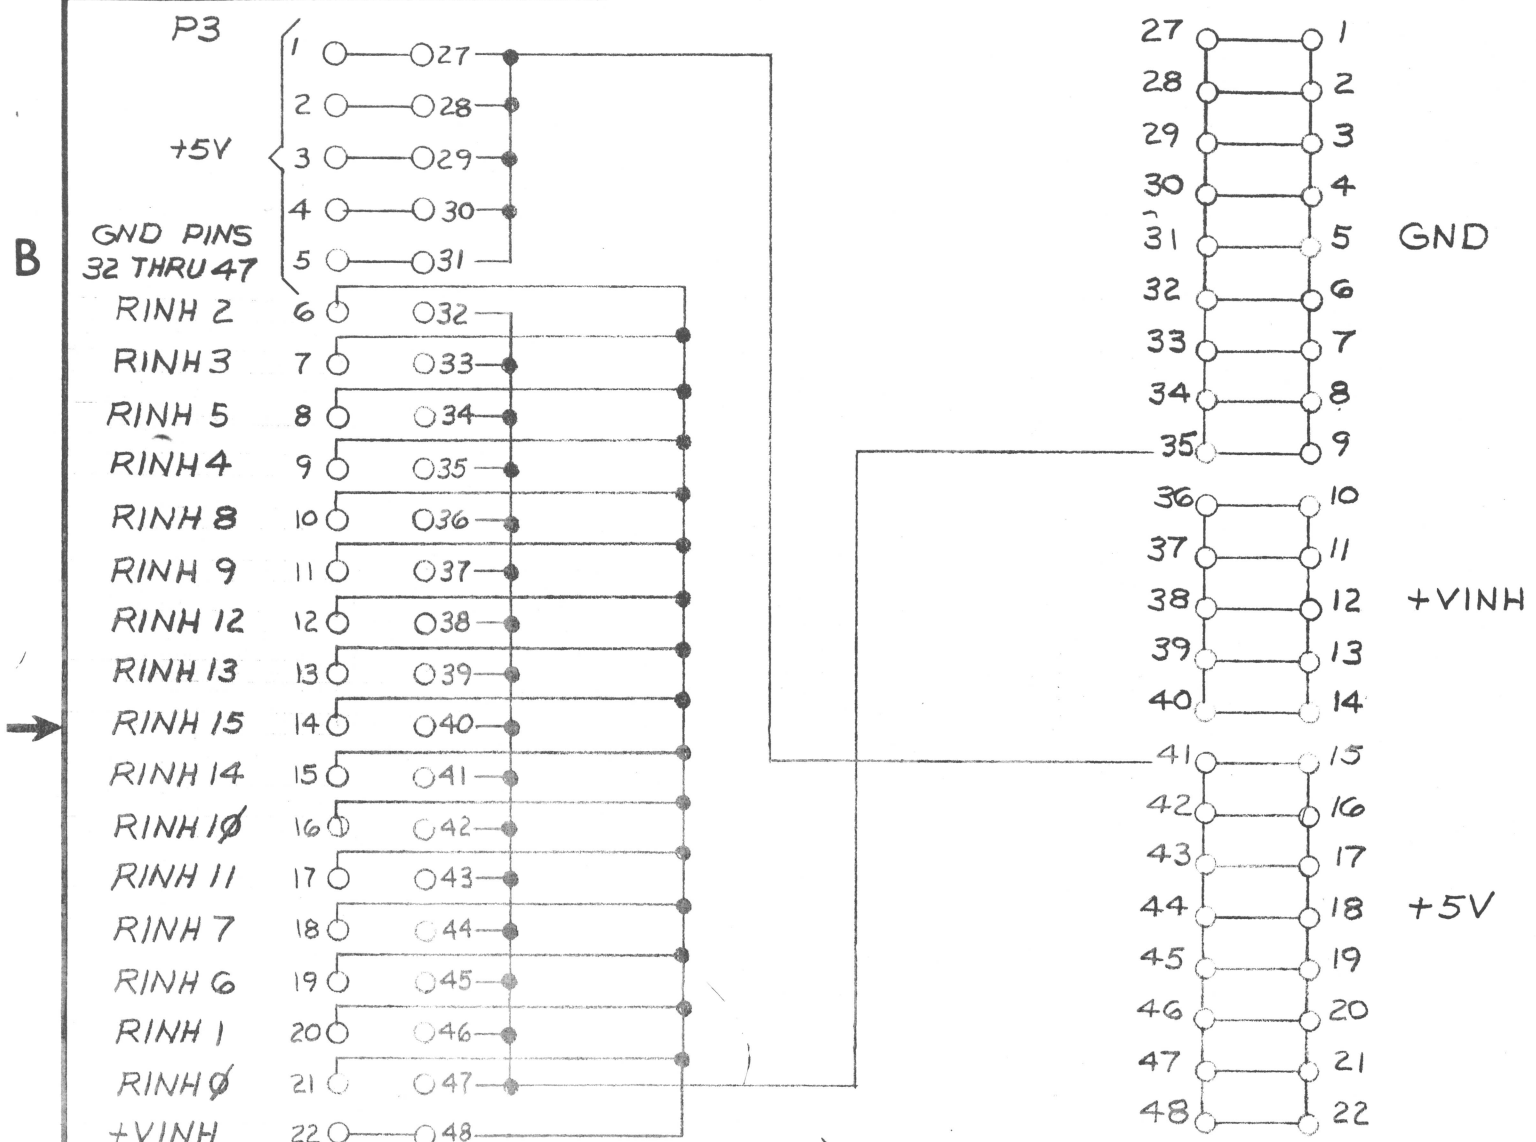 P3
1 27
2 28
+5V 3 29
4 30
GND PINS
32 THRU 47
5 31
RINH 2 6 32
RINH 3 7 33
RINH 5 8 34
RINH 4 9 35
RINH 8 10 36
RINH 9 11 37
RINH 12 12 38
RINH 13 13 39
RINH 15 14 40
RINH 14 15 41
RINH 1Ø 16 42
RINH 11 17 43
RINH 7 18 44
RINH 6 19 45
RINH 1 20 46
RINH Ø 21 47
+VINH 22 48
B
27 1
28 2
29 3
30 4
31 5 GND
32 6
33 7
34 8
35 9
36 10
37 11
38 12 +VINH
39 13
40 14
41 15
42 16
43 17
44 18 +5V
45 19
46 20
47 21
48 22